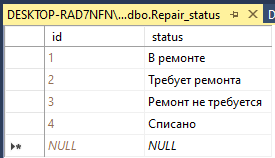 DESKTOP-RAD7NFN\...dbo.Repair_status
id status
1 В ремонте
2 Требует ремонта
3 Ремонт не требуется
4 Списано
NULL NULL